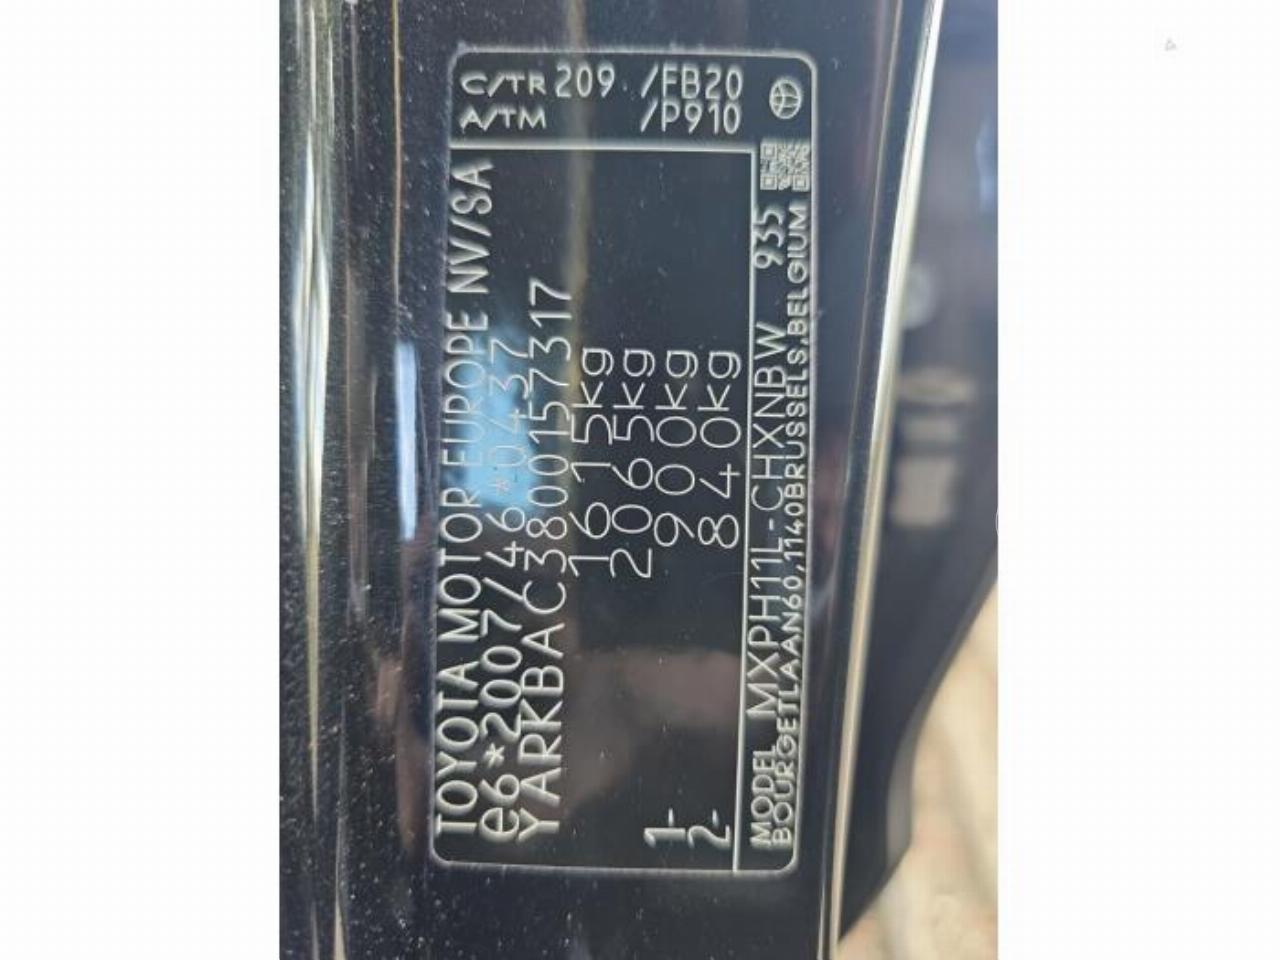 TOYOTA MOTOR EUROPE NV/SA
e6*2007/46*0437
YARKBAC3800157317
1615kg
2065kg
1- 900kg
2- 840kg
MODEL MXPH11L-CHXNBW 935
BOURGETLAAN60,1140BRUSSELS,BELGIUM
C/TR 209 /FB20
A/TM /P910